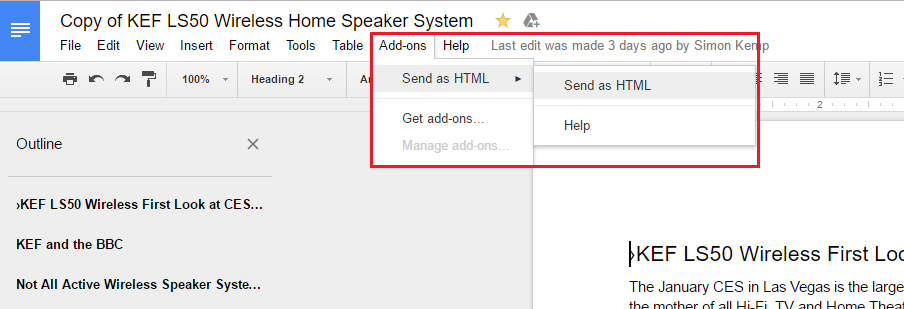 Copy of KEF LS50 Wireless Home Speaker System
File Edit View Insert Format Tools Table Add-ons Help Last edit was made 3 days ago by Simon Kemp
100% Heading 2
Send as HTML
Send as HTML
Get add-ons...
Help
Manage add-ons...
2
Outline
›KEF LS50 Wireless First Look at CES...
KEF and the BBC
Not All Active Wireless Speaker Syste...
›KEF LS50 Wireless First Loo
The January CES in Las Vegas is the large
the mother of all Hi-Fi, TV and Home Theat